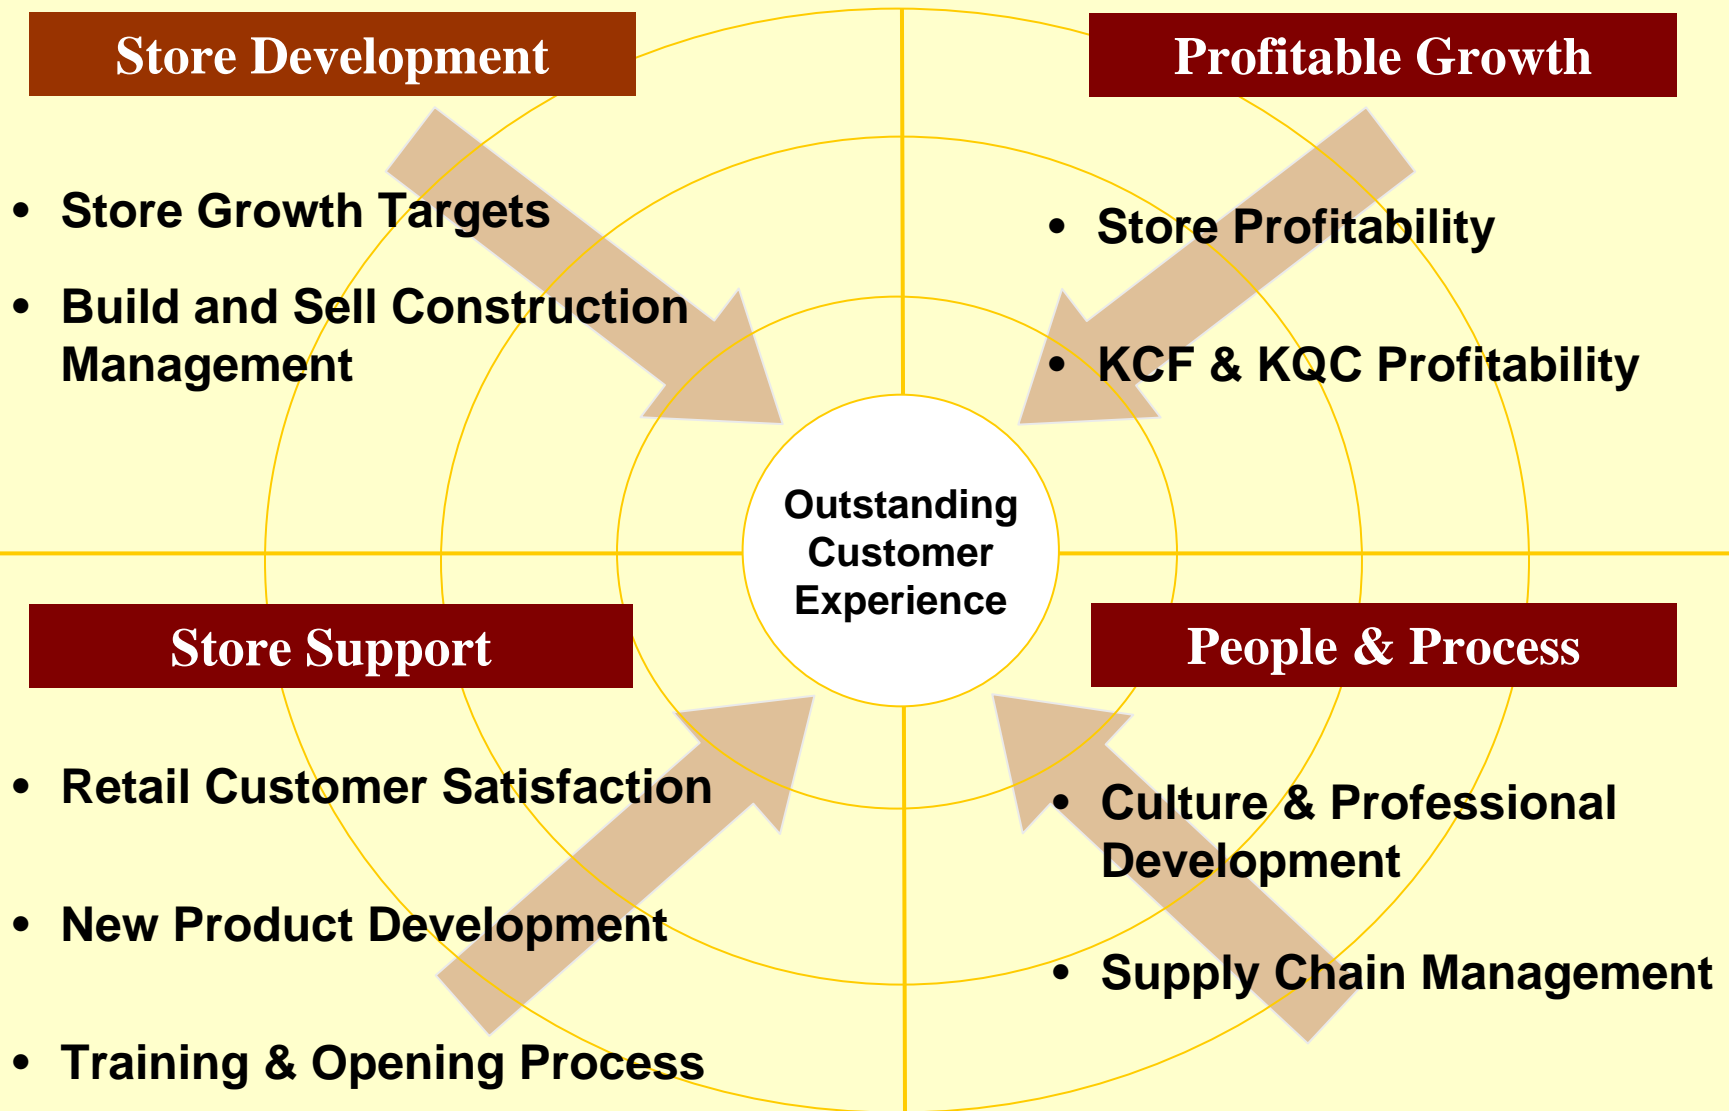 Store Development
• Store Growth Targets
• Build and Sell Construction
Management
Profitable Growth
• Store Profitability
• KCF & KQC Profitability
Outstanding
Customer
Experience
Store Support
• Retail Customer Satisfaction
• New Product Development
• Training & Opening Process
People & Process
• Culture & Professional
Development
• Supply Chain Management